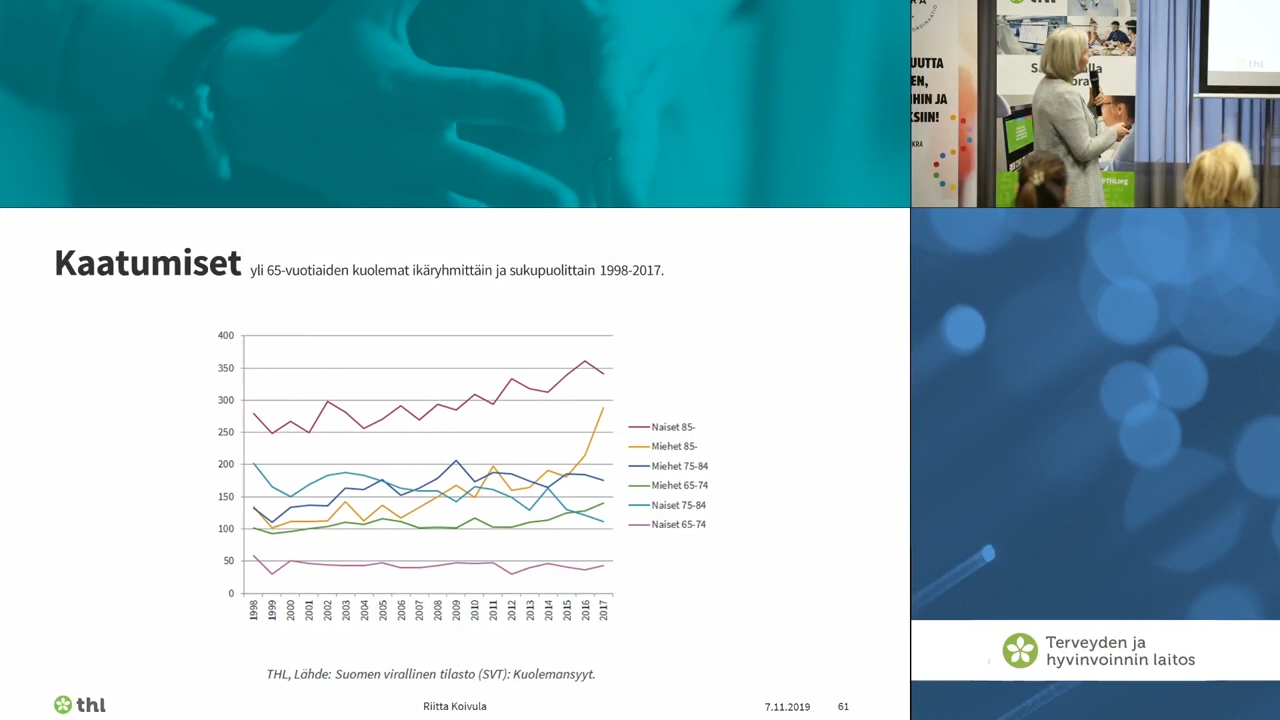 Kaatumiset yli 65-vuotiaiden kuolemat ikäryhmittäin ja sukupuolittain 1998-2017.
400
350
300
250
200
150
100
50
0
1998 1999 2000 2001 2002 2003 2004 2005 2006 2007 2008 2009 2010 2011 2012 2013 2014 2015 2016 2017
Naiset 85-
Miehet 85-
Miehet 75-84
Miehet 65-74
Naiset 75-84
Naiset 65-74
THL, Lähde: Suomen virallinen tilasto (SVT): Kuolemansyyt.
thl
Riitta Koivula
7.11.2019
61
thl
thl
Terveyden ja
hyvinvoinnin laitos